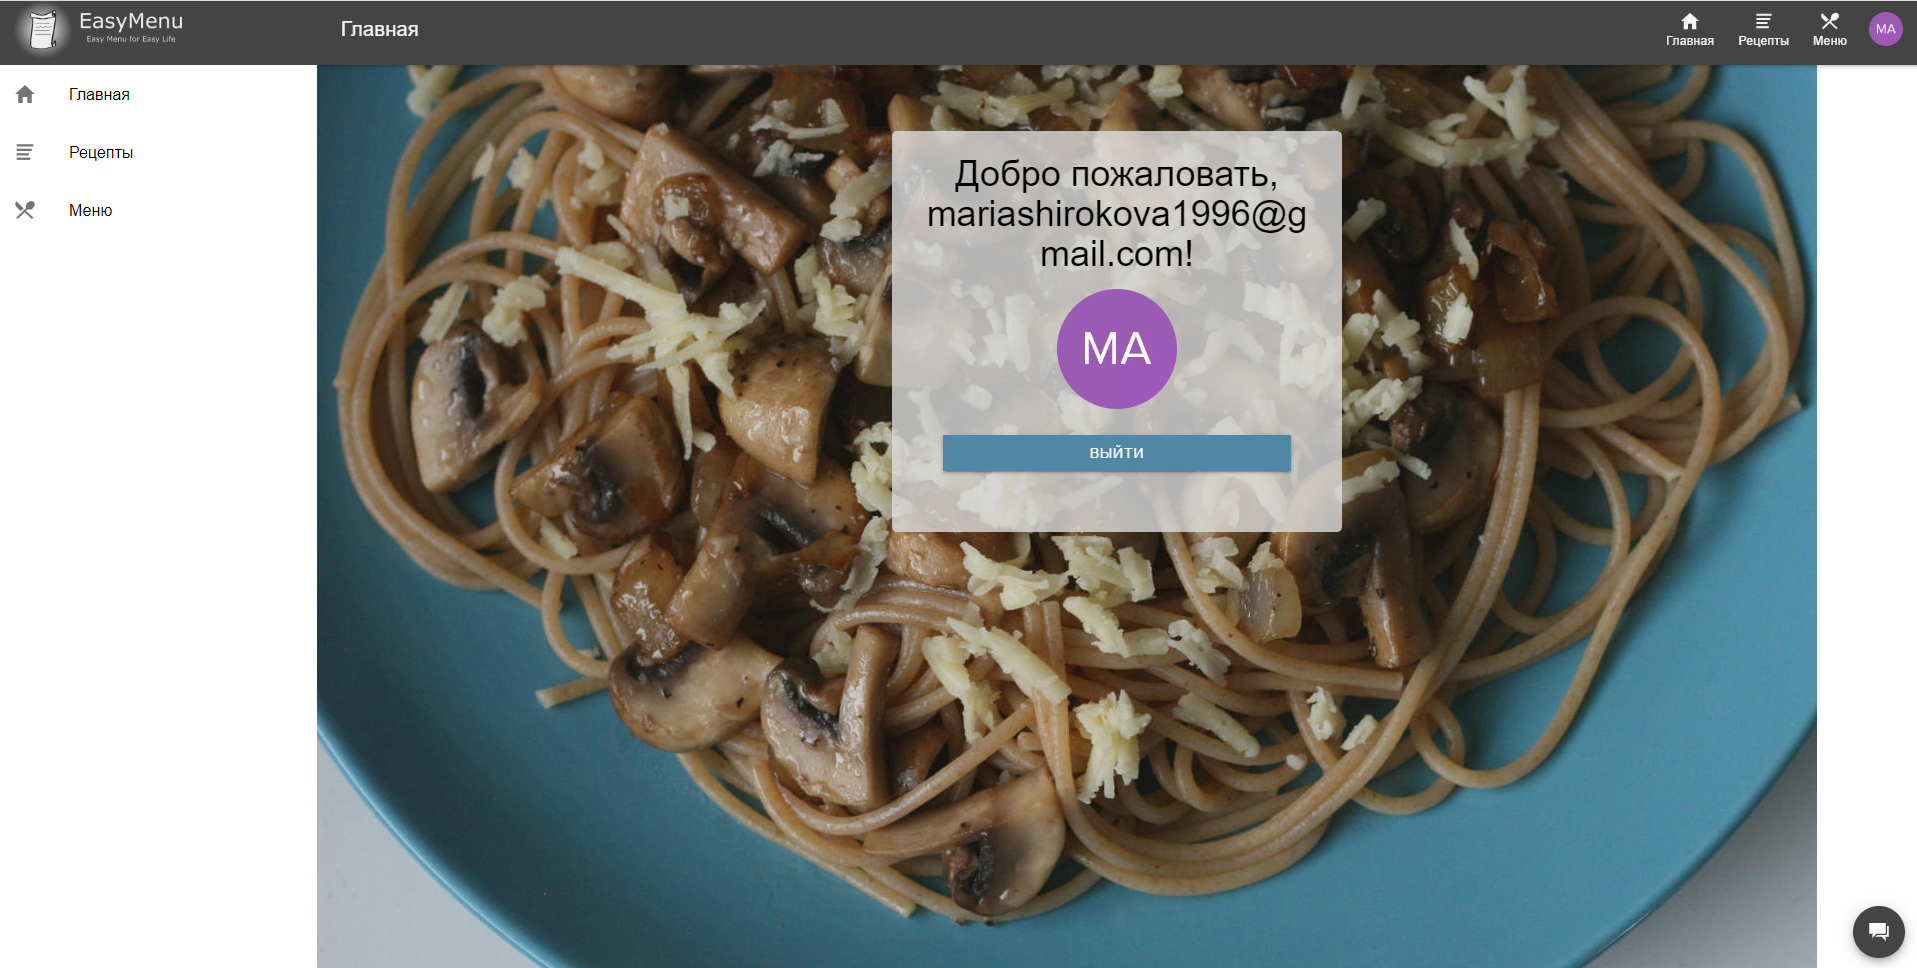 EasyMenu
Easy Menu for Easy Life
Главная
Главная
Рецепты
Меню
MA
Главная
Рецепты
Меню
Добро пожаловать,
mariashirokova1996@g
mail.com!
MA
ВЫЙТИ